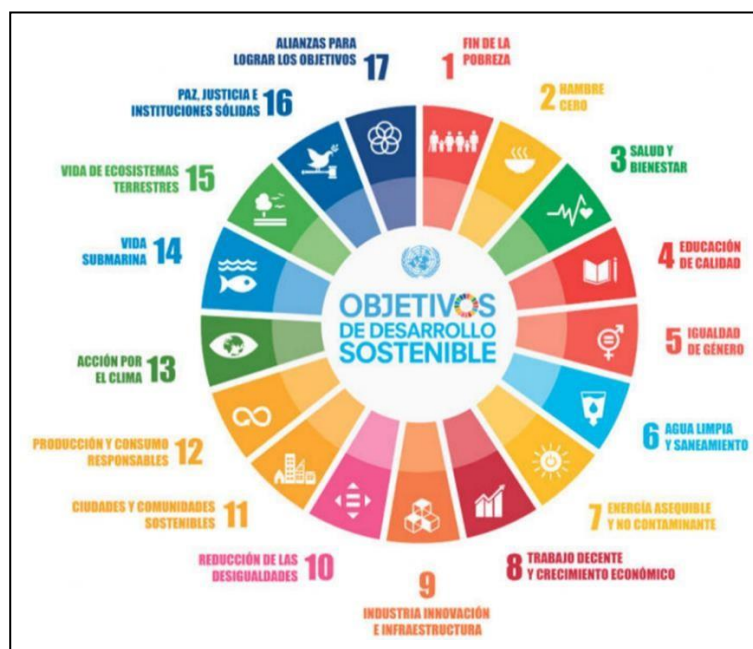 1
FIN DE LA
POBREZA
2
HAMBRE
CERO
3
SALUD Y
BIENESTAR
4
EDUCACIÓN
DE CALIDAD
5
IGUALDAD
DE GÉNERO
6
AGUA LIMPIA
Y SANEAMIENTO
7
ENERGÍA ASEQUIBLE
Y NO CONTAMINANTE
8
TRABAJO DECENTE
Y CRECIMIENTO ECONÓMICO
9
INDUSTRIA INNOVACIÓN
E INFRAESTRUCTURA
REDUCCIÓN DE LAS
DESIGUALDADES
10
CIUDADES Y COMUNIDADES
SOSTENIBLES
11
PRODUCCIÓN Y CONSUMO
RESPONSABLES
12
ACCIÓN POR
EL CLIMA
13
VIDA
SUBMARINA
14
VIDA DE ECOSISTEMAS
TERRESTRES
15
PAZ, JUSTICIA E
INSTITUCIONES SÓLIDAS
16
ALIANZAS PARA
LOGRAR LOS OBJETIVOS
17
OBJETIVOS
DE DESARROLLO
SOSTENIBLE